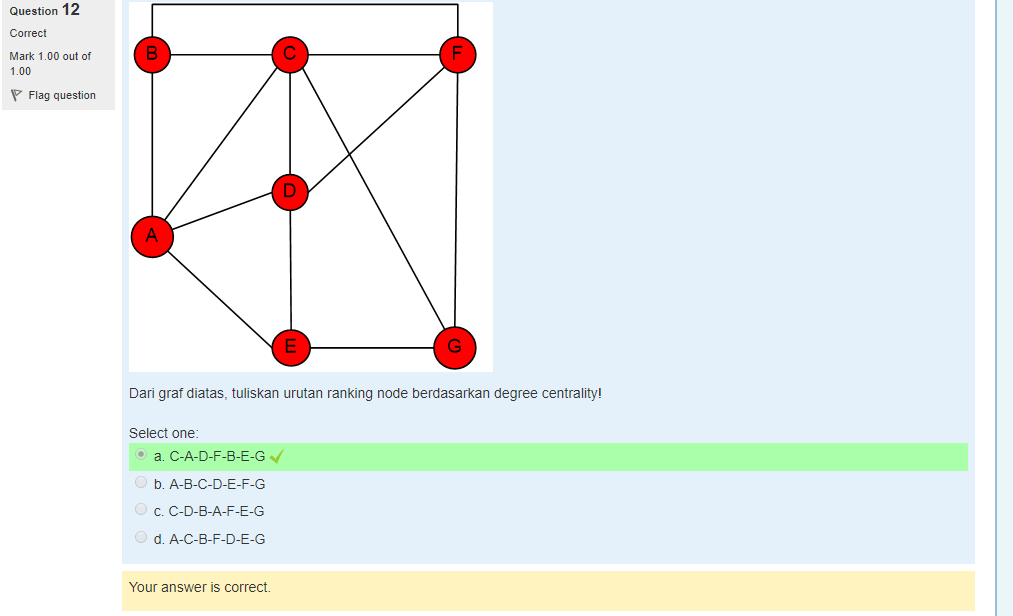 Question 12
Correct
Mark 1.00 out of
1.00
Flag question
B
C
F
D
A
E
G
Dari graf diatas, tuliskan urutan ranking node berdasarkan degree centrality!
Select one:
a. C-A-D-F-B-E-G
b. A-B-C-D-E-F-G
c. C-D-B-A-F-E-G
d. A-C-B-F-D-E-G
Your answer is correct.